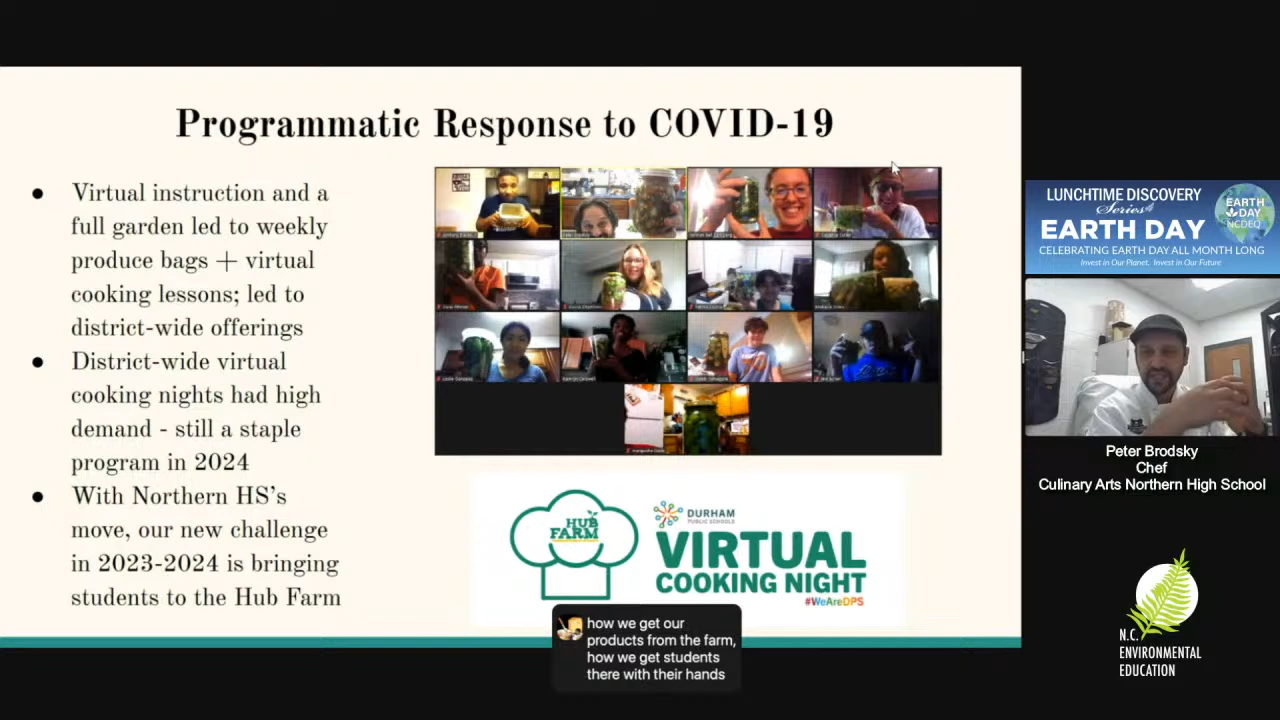 Programmatic Response to COVID-19
● Virtual instruction and a
full garden led to weekly
produce bags + virtual
cooking lessons; led to
district-wide offerings
● District-wide virtual
cooking nights had high
demand - still a staple
program in 2024
● With Northern HS's
move, our new challenge
in 2023-2024 is bringing
students to the Hub Farm
HUB
FARM
DURHAM
PUBLIC SCHOOLS
VIRTUAL
COOKING NIGHT
#WeAreDPS
how we get our
products from the farm,
how we get students
there with their hands
LUNCHTIME DISCOVERY
Series
EARTH DAY
CELEBRATING EARTH DAY ALL MONTH LONG
Invest in Our Planet. Invest in Our Future
EARTH
DAY
NCDEQ
Peter Brodsky
Chef
Culinary Arts Northern High School
N.C.
ENVIRONMENTAL
EDUCATION